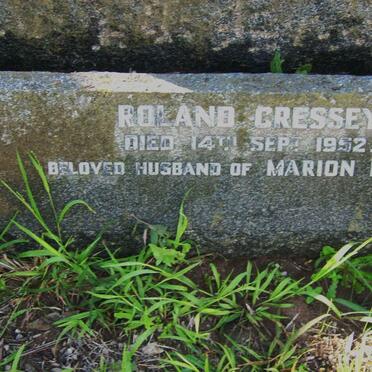 ROLAND CRESSEY
DIED 14TH SEPT 1952.
BELOVED HUSBAND OF MARION